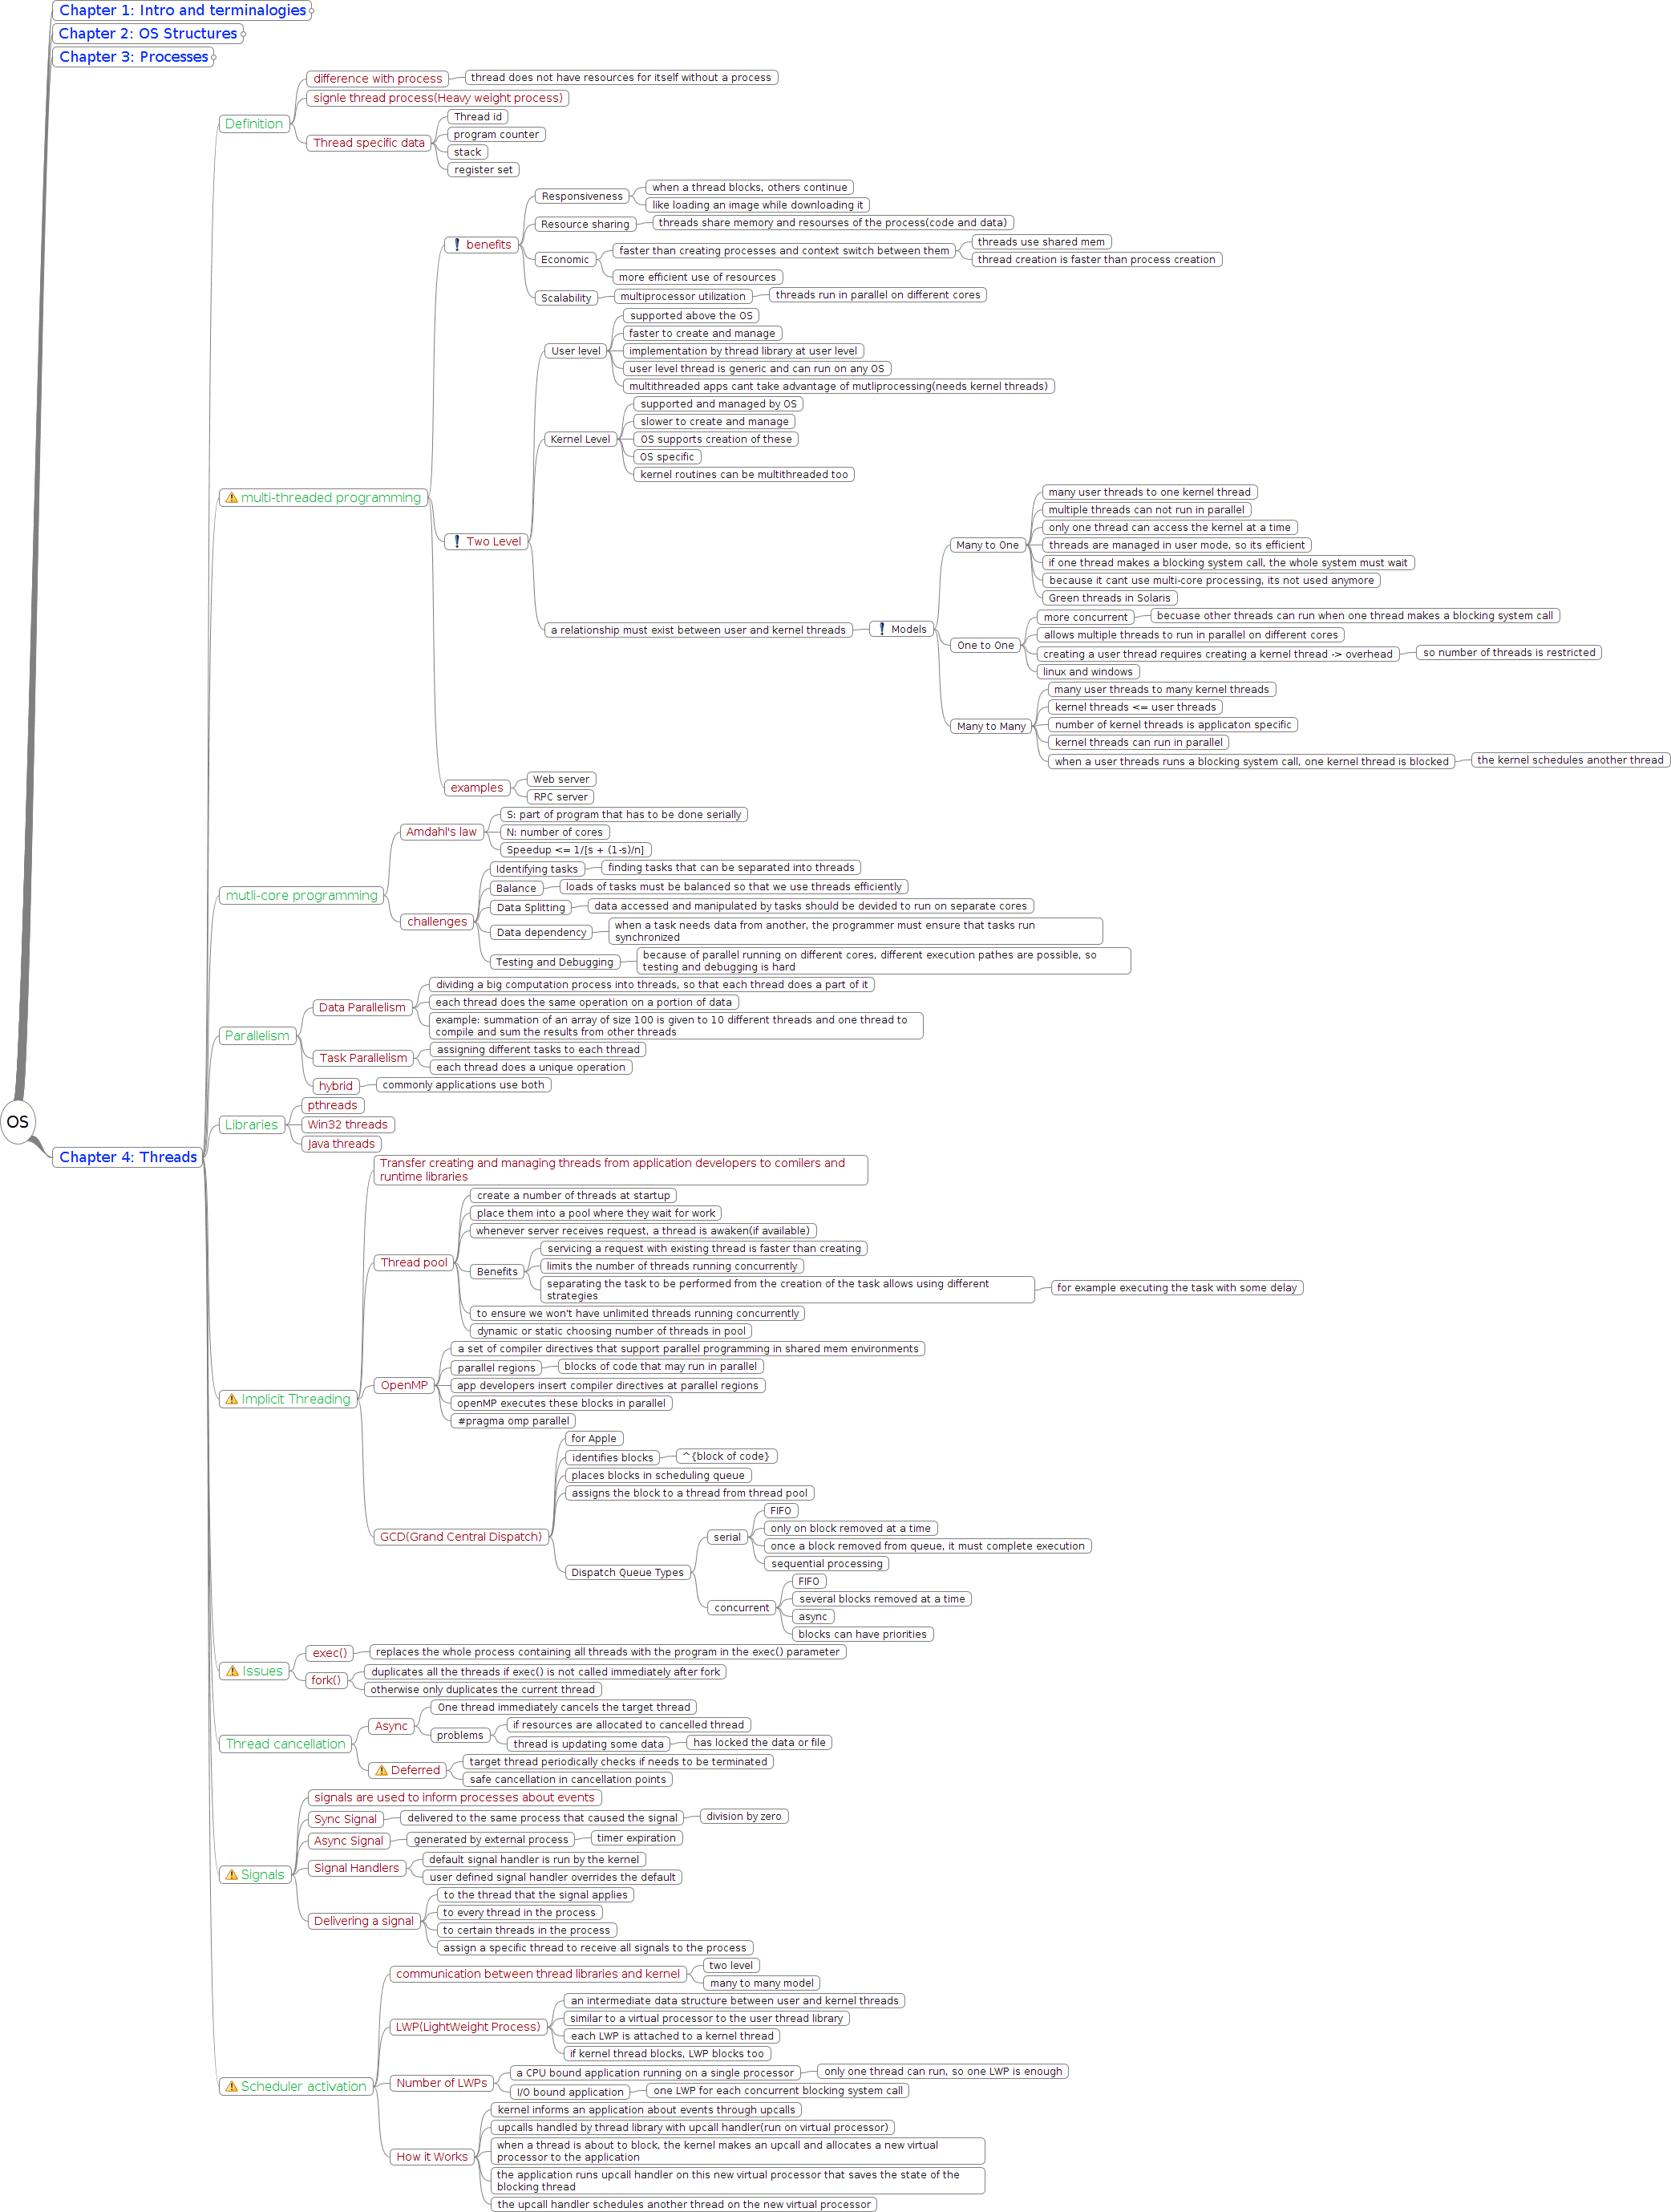 Chapter 1: Intro and terminalogies
Chapter 2: OS Structures
Chapter 3: Processes
OS
Chapter 4: Threads
Definition
difference with process
thread does not have resources for itself without a process
signle thread process(Heavy weight process)
Thread specific data
Thread id
program counter
stack
register set
multi-threaded programming
benefits
Responsiveness
when a thread blocks, others continue
like loading an image while downloading it
Resource sharing
threads share memory and resourses of the process(code and data)
Economic
faster than creating processes and context switch between them
threads use shared mem
thread creation is faster than process creation
more efficient use of resources
Scalability
multiprocessor utilization
threads run in parallel on different cores
Two Level
User level
supported above the OS
faster to create and manage
implementation by thread library at user level
user level thread is generic and can run on any OS
multithreaded apps cant take advantage of mutliprocessing(needs kernel threads)
Kernel Level
supported and managed by OS
slower to create and manage
OS supports creation of these
OS specific
kernel routines can be multithreaded too
a relationship must exist between user and kernel threads
Models
Many to One
many user threads to one kernel thread
multiple threads can not run in parallel
only one thread can access the kernel at a time
threads are managed in user mode, so its efficient
if one thread makes a blocking system call, the whole system must wait
because it cant use multi-core processing, its not used anymore
Green threads in Solaris
One to One
more concurrent
becuase other threads can run when one thread makes a blocking system call
allows multiple threads to run in parallel on different cores
creating a user thread requires creating a kernel thread -> overhead
so number of threads is restricted
linux and windows
Many to Many
many user threads to many kernel threads
kernel threads <= user threads
number of kernel threads is applicaton specific
kernel threads can run in parallel
when a user threads runs a blocking system call, one kernel thread is blocked
the kernel schedules another thread
examples
Web server
RPC server
mutli-core programming
Amdahl's law
S: part of program that has to be done serially
N: number of cores
Speedup <= 1/[s + (1-s)/n]
challenges
Identifying tasks
finding tasks that can be separated into threads
Balance
loads of tasks must be balanced so that we use threads efficiently
Data Splitting
data accessed and manipulated by tasks should be devided to run on separate cores
Data dependency
when a task needs data from another, the programmer must ensure that tasks run
synchronized
Testing and Debugging
because of parallel running on different cores, different execution pathes are possible, so
testing and debugging is hard
Parallelism
Data Parallelism
dividing a big computation process into threads, so that each thread does a part of it
each thread does the same operation on a portion of data
example: summation of an array of size 100 is given to 10 different threads and one thread to
compile and sum the results from other threads
Task Parallelism
assigning different tasks to each thread
each thread does a unique operation
hybrid
commonly applications use both
Libraries
pthreads
Win32 threads
Java threads
Implicit Threading
Transfer creating and managing threads from application developers to comilers and
runtime libraries
Thread pool
create a number of threads at startup
place them into a pool where they wait for work
whenever server receives request, a thread is awaken(if available)
Benefits
servicing a request with existing thread is faster than creating
limits the number of threads running concurrently
separating the task to be performed from the creation of the task allows using different
strategies
for example executing the task with some delay
to ensure we won't have unlimited threads running concurrently
dynamic or static choosing number of threads in pool
OpenMP
a set of compiler directives that support parallel programming in shared mem environments
parallel regions
blocks of code that may run in parallel
app developers insert compiler directives at parallel regions
openMP executes these blocks in parallel
#pragma omp parallel
GCD(Grand Central Dispatch)
for Apple
identifies blocks
^{block of code}
places blocks in scheduling queue
assigns the block to a thread from thread pool
Dispatch Queue Types
serial
FIFO
only on block removed at a time
once a block removed from queue, it must complete execution
sequential processing
concurrent
FIFO
several blocks removed at a time
async
blocks can have priorities
Issues
exec()
replaces the whole process containing all threads with the program in the exec() parameter
fork()
duplicates all the threads if exec() is not called immediately after fork
otherwise only duplicates the current thread
Thread cancellation
Async
One thread immediately cancels the target thread
problems
if resources are allocated to cancelled thread
thread is updating some data
has locked the data or file
Deferred
target thread periodically checks if needs to be terminated
safe cancellation in cancellation points
Signals
signals are used to inform processes about events
Sync Signal
delivered to the same process that caused the signal
division by zero
Async Signal
generated by external process
timer expiration
Signal Handlers
default signal handler is run by the kernel
user defined signal handler overrides the default
Delivering a signal
to the thread that the signal applies
to every thread in the process
to certain threads in the process
assign a specific thread to receive all signals to the process
Scheduler activation
communication between thread libraries and kernel
two level
many to many model
LWP(LightWeight Process)
an intermediate data structure between user and kernel threads
similar to a virtual processor to the user thread library
each LWP is attached to a kernel thread
if kernel thread blocks, LWP blocks too
Number of LWPs
a CPU bound application running on a single processor
only one thread can run, so one LWP is enough
I/O bound application
one LWP for each concurrent blocking system call
How it Works
kernel informs an application about events through upcalls
upcalls handled by thread library with upcall handler(run on virtual processor)
when a thread is about to block, the kernel makes an upcall and allocates a new virtual
processor to the application
the application runs upcall handler on this new virtual processor that saves the state of the
blocking thread
the upcall handler schedules another thread on the new virtual processor